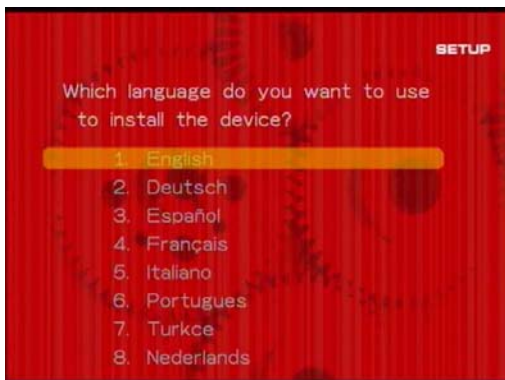 SETUP
Which language do you want to use
to install the device?
1. English
2. Deutsch
3. Español
4. Français
5. Italiano
6. Portugues
7. Turkce
8. Nederlands